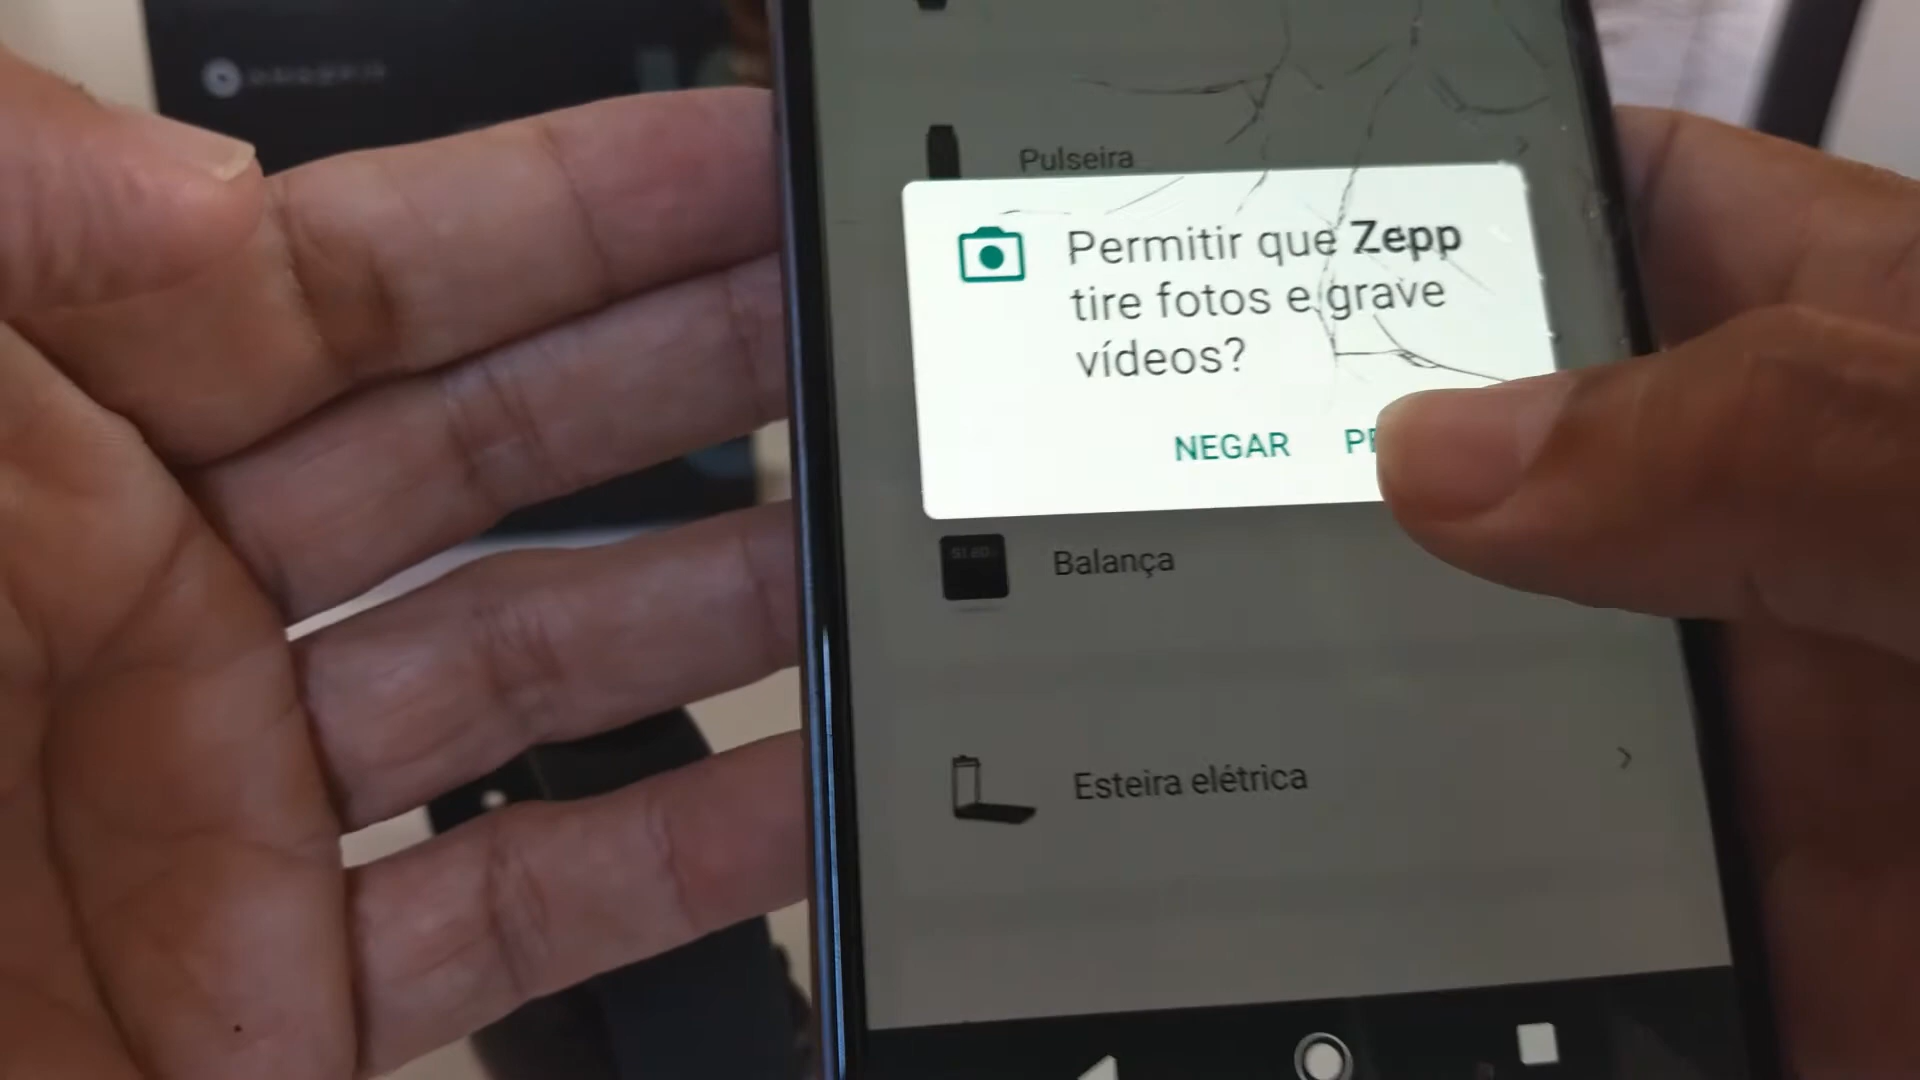 Pulseira
Permitir que Zepp
tire fotos e grave
vídeos?
NEGAR
Balança
Esteira elétrica